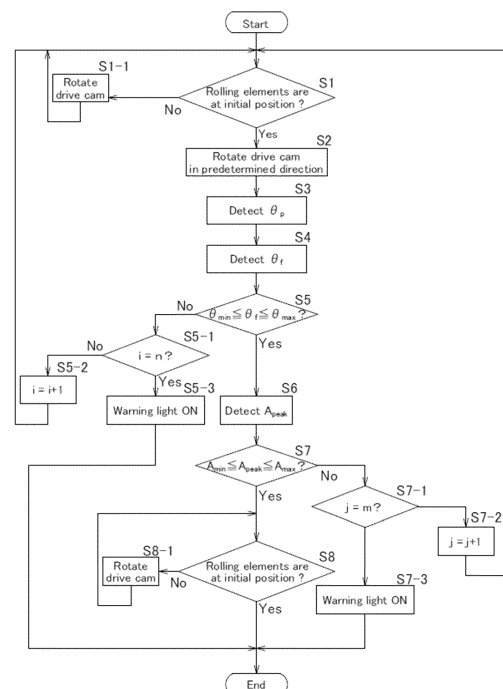 Start
S1-1
Rotate
drive cam
S1
Rolling elements are
at initial position ?
No
Yes
S2
Rotate drive cam
in predetermined direction
S3
Detect θp
S4
Detect θf
S5
θmin≦θf≦θmax?
No
Yes
S5-1
i = n ?
No
Yes
S5-2
i = i+1
S5-3
Warning light ON
S6
Detect Apeak
S7
Amin≦Apeak≦Amax?
No
Yes
S7-1
j = m ?
S7-2
j = j+1
S7-3
Warning light ON
S8-1
Rotate
drive cam
S8
Rolling elements are
at initial position ?
No
Yes
End